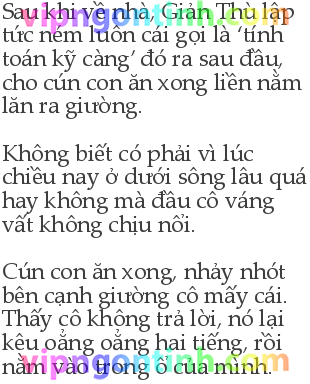 Sau khi về nhà, Giản Thù lập
tức ném luôn cái gọi là ‘tính
toán kỹ càng’ đó ra sau đầu,
cho cún con ăn xong liền nằm
lăn ra giường.

Không biết có phải vì lúc
chiều nay ở dưới sông lâu quá
hay không mà đầu cô váng
vất không chịu nổi.

Cún con ăn xong, nhảy nhót
bên cạnh giường cô mấy cái.
Thấy cô không trả lời, nó lại
kêu oẳng oẳng hai tiếng, rồi
nằm vào trong ổ của mình.
vipngontinh.com
vipngontinh.com